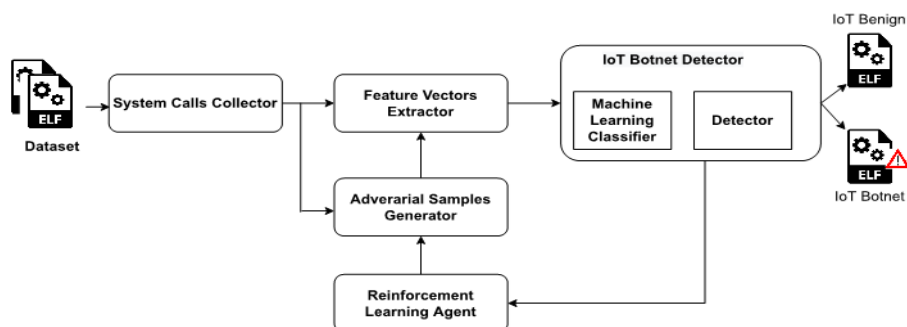 IoT Benign
ELF
IoT Botnet Detector
ELF
Dataset
System Calls Collector
Feature Vectors
Extractor
Machine
Learning
Classifier
Detector
ELF
IoT Botnet
Adverarial Samples
Generator
Reinforcement
Learning Agent